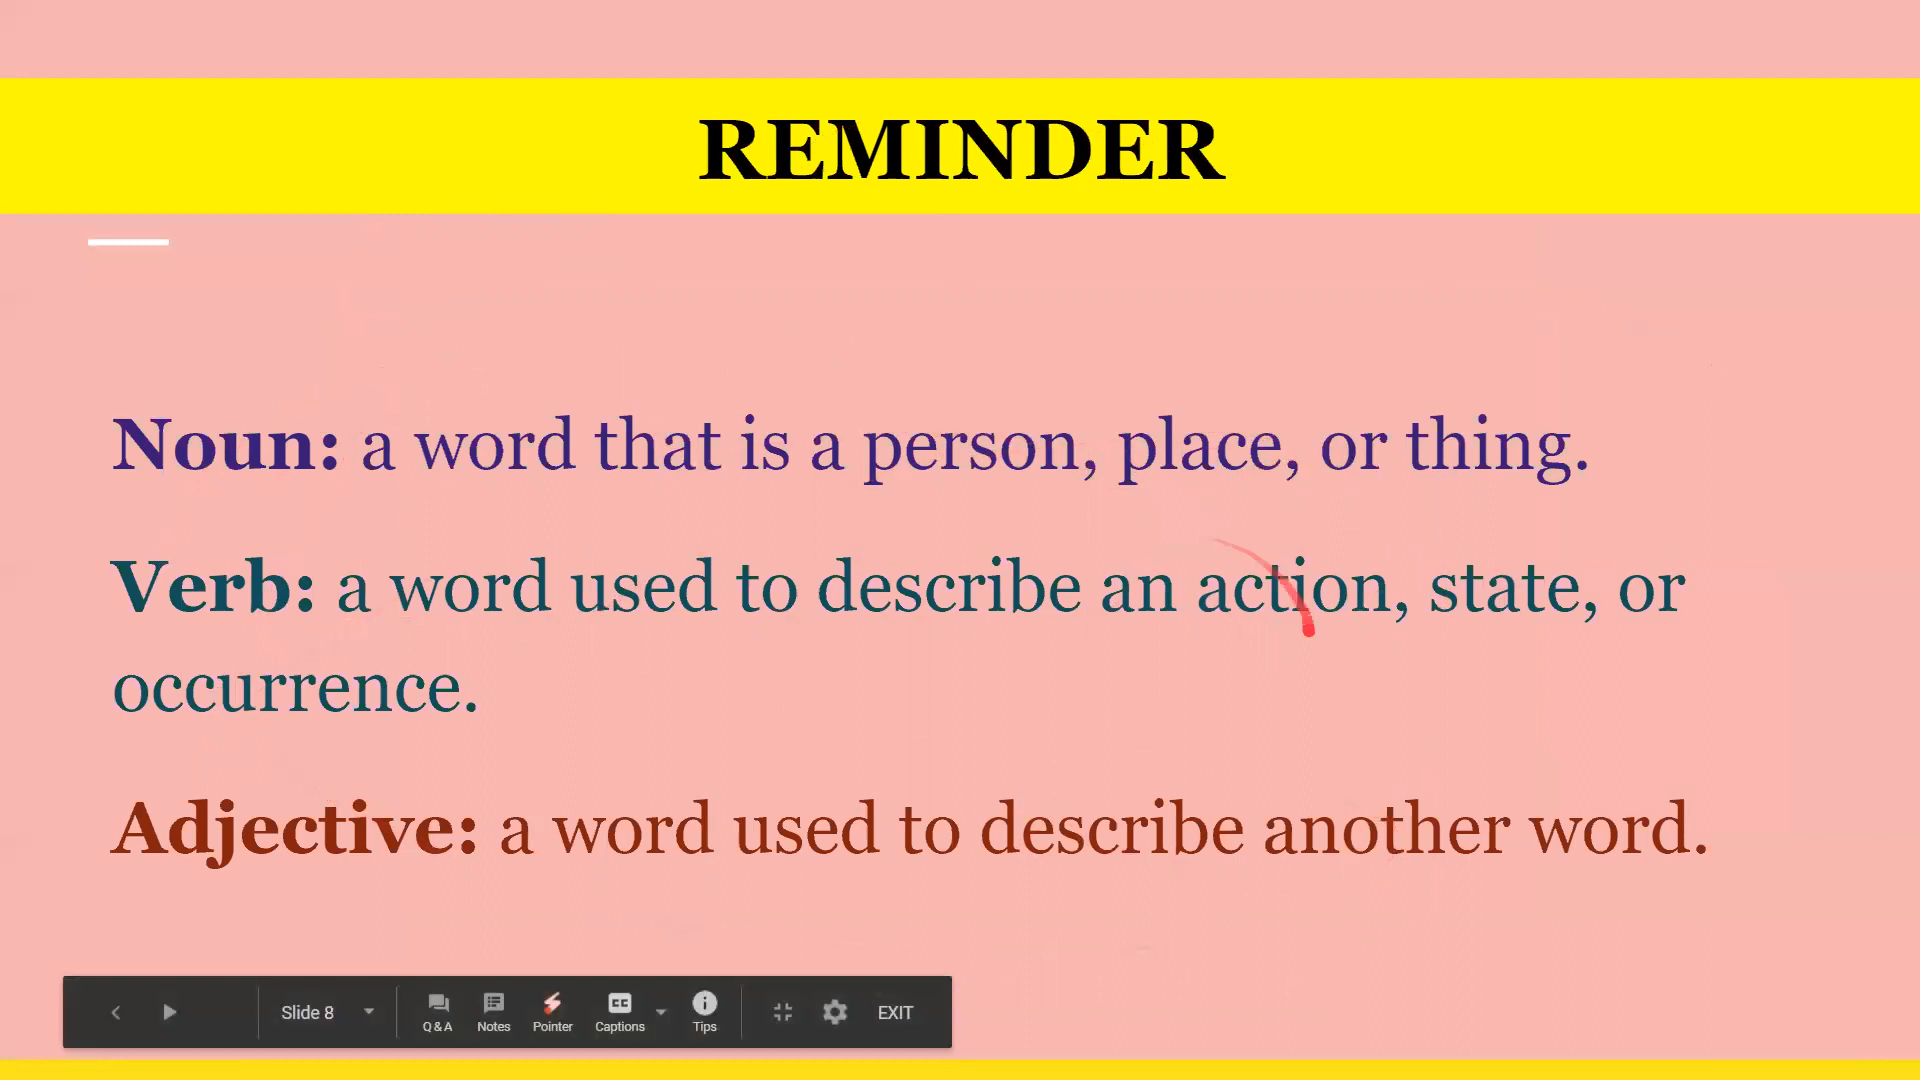 REMINDER
Noun: a word that is a person, place, or thing.
Verb: a word used to describe an action, state, or
occurrence.
Adjective: a word used to describe another word.
Slide 8
Q&A
Notes
Pointer
CC
Captions
Tips
EXIT